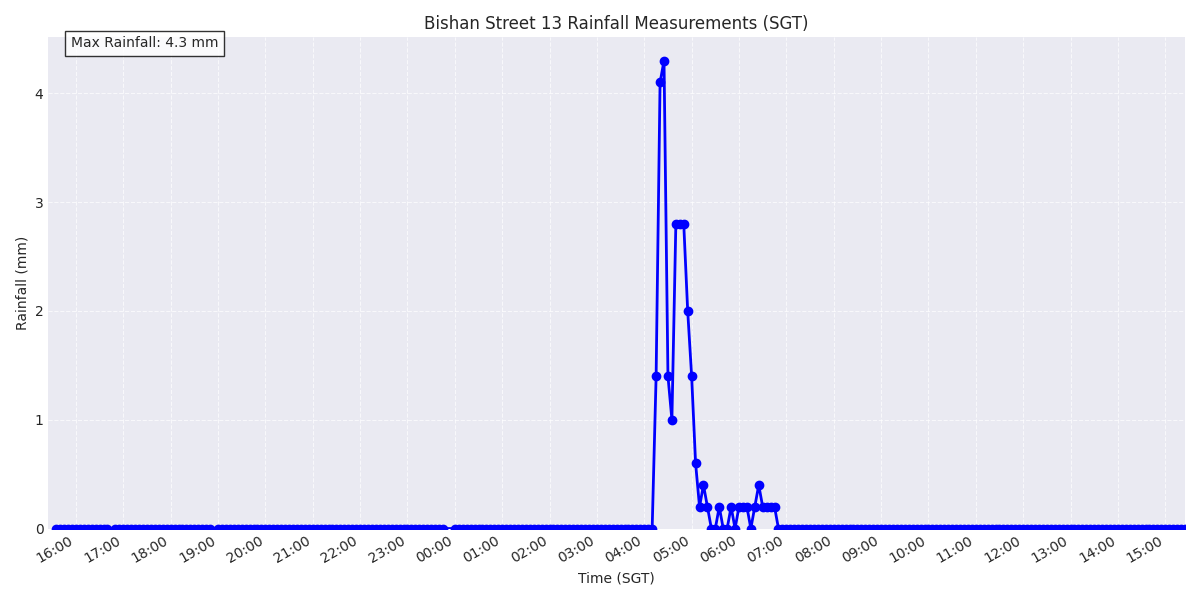 Bishan Street 13 Rainfall Measurements (SGT)
Max Rainfall: 4.3 mm
Rainfall (mm)
4
3
2
1
0
16:00 17:00 18:00 19:00 20:00 21:00 22:00 23:00 00:00 01:00 02:00 03:00 04:00 05:00 06:00 07:00 08:00 09:00 10:00 11:00 12:00 13:00 14:00 15:00
Time (SGT)